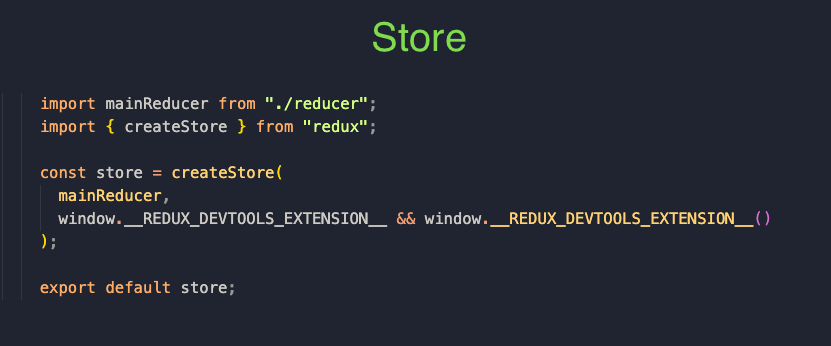 Store
import mainReducer from "./reducer";
import { createStore } from "redux";
const store = createStore(
mainReducer,
window.__REDUX_DEVTOOLS_EXTENSION__ && window.__REDUX_DEVTOOLS_EXTENSION__()
);
export default store;